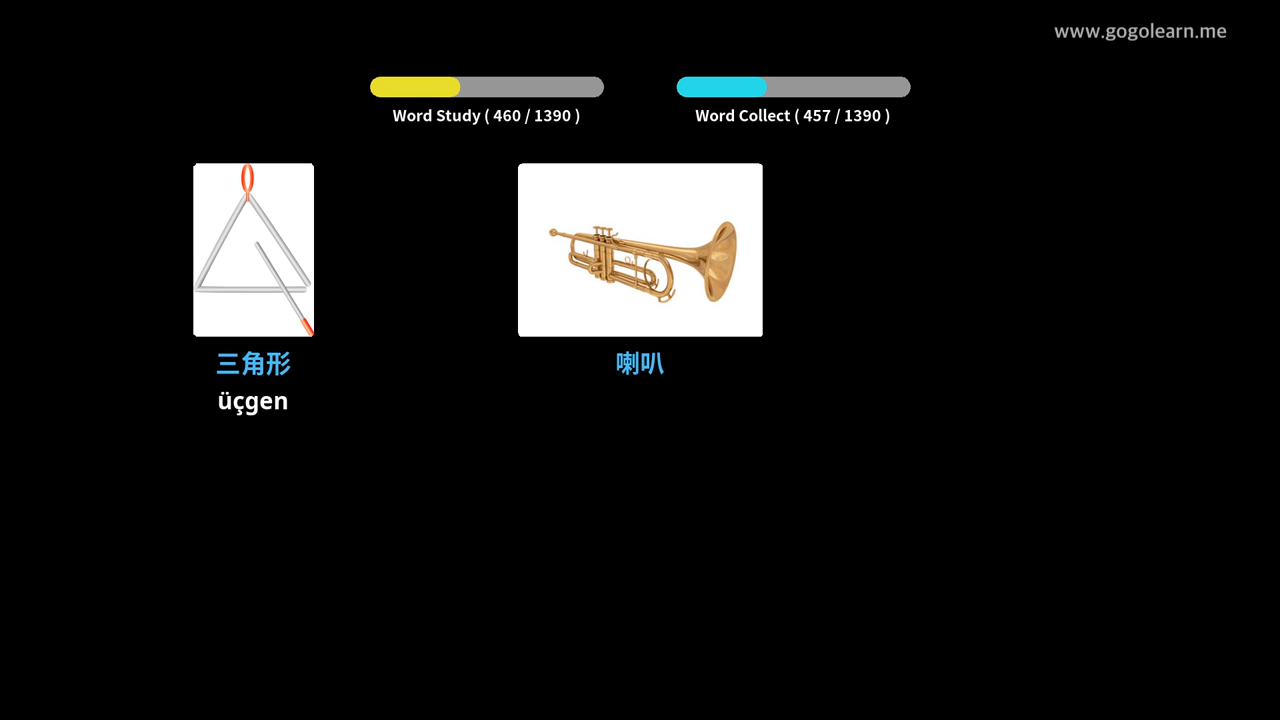 www.gogolearn.me
Word Study ( 460 / 1390 )
Word Collect ( 457 / 1390 )
三角形
üçgen
喇叭